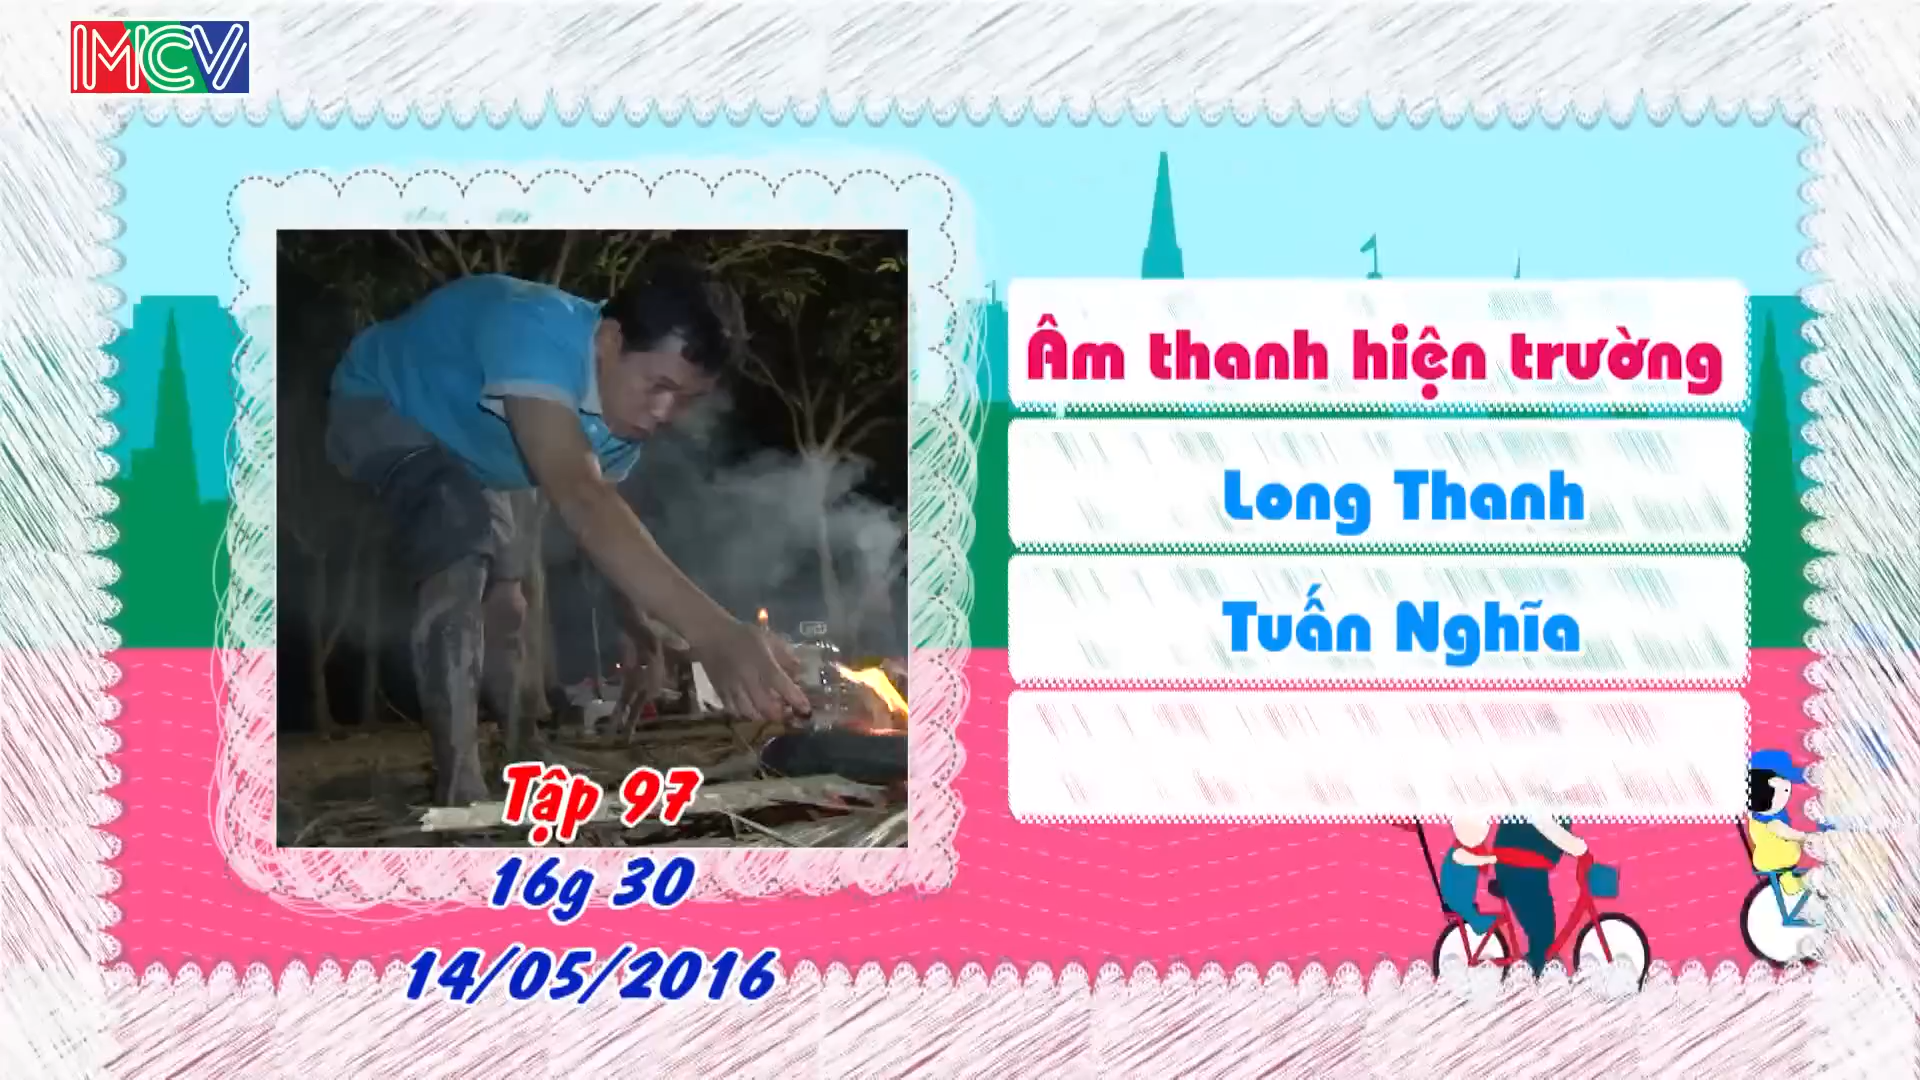 MCV
Âm thanh hiện trường
Long Thanh
Tuấn Nghĩa
Tập 97
16g 30
14/05/2016